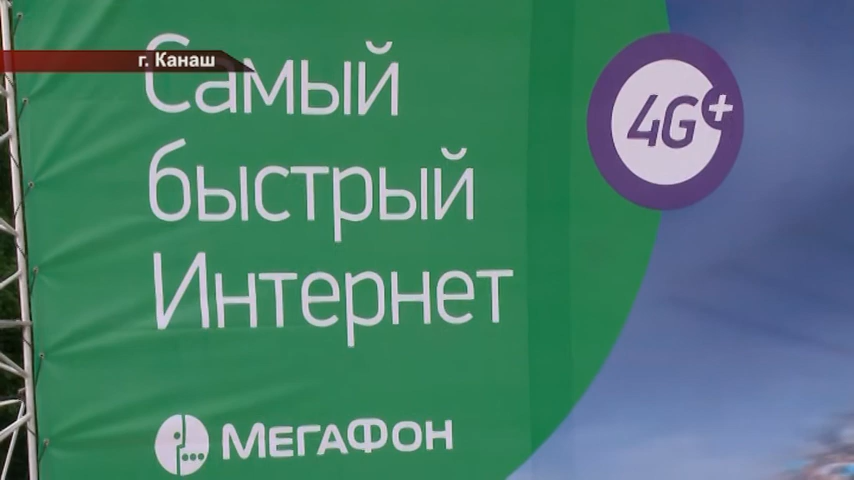 г. Канаш
Самый
быстрый
Интернет
4G+
МЕГАФОН